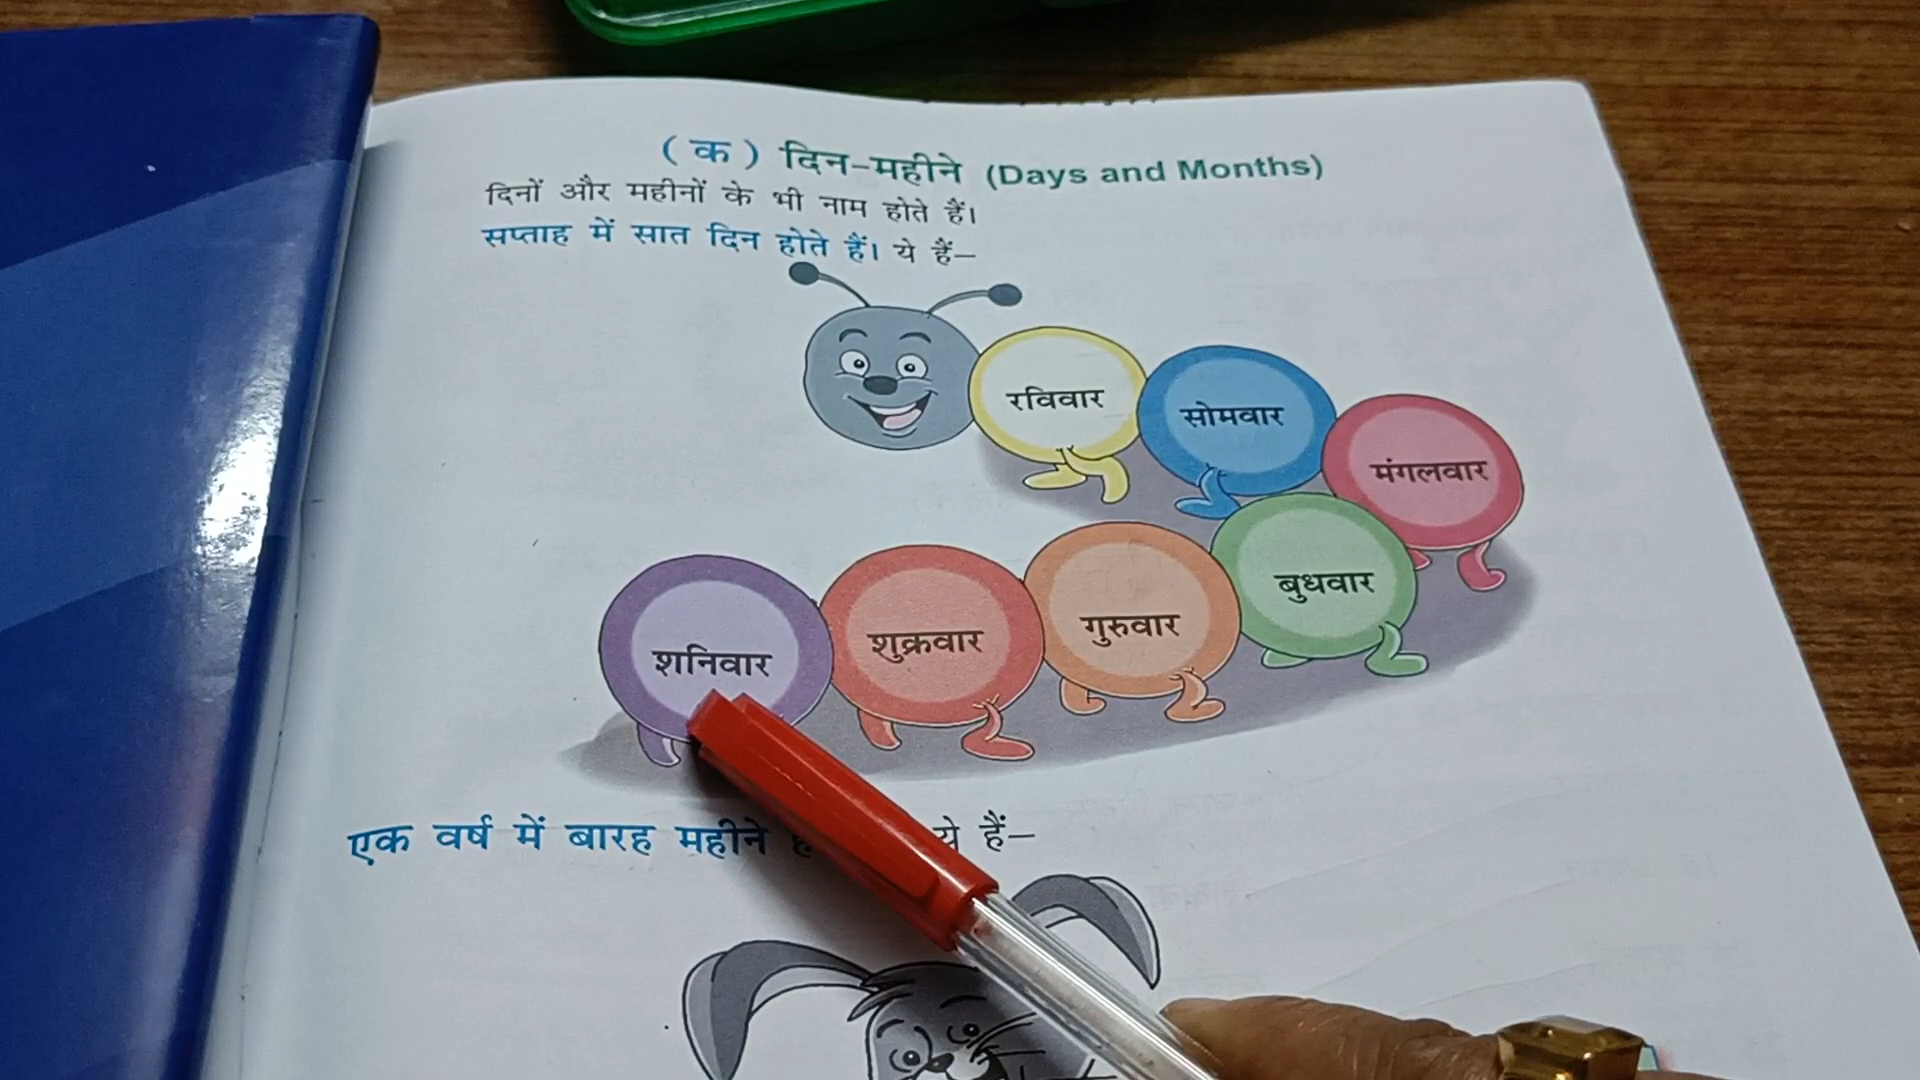 (क) दिन-महीने (Days and Months)
दिनों और महीनों के भी नाम होते हैं।
सप्ताह में सात दिन होते हैं। ये हैं–
रविवार
सोमवार
मंगलवार
बुधवार
गुरुवार
शुक्रवार
शनिवार
एक वर्ष में बारह महीने ये हैं–